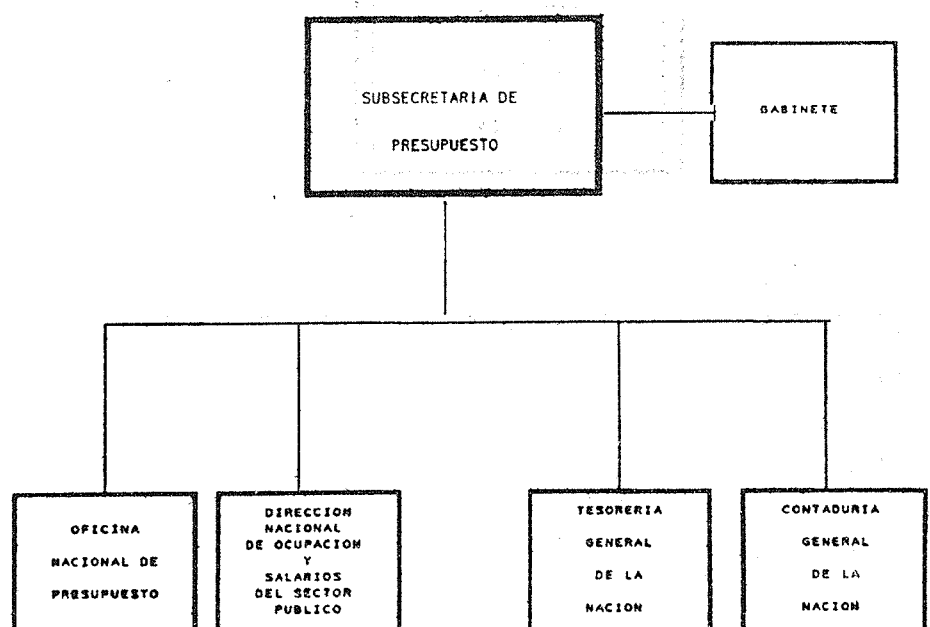 SUBSECRETARIA DE
PRESUPUESTO
GABINETE
OFICINA
NACIONAL DE
PRESUPUESTO
DIRECCION
NACIONAL
DE OCUPACION
Y
SALARIOS
DEL SECTOR
PUBLICO
TESORERIA
GENERAL
DE LA
NACION
CONTADURIA
GENERAL
DE LA
NACION